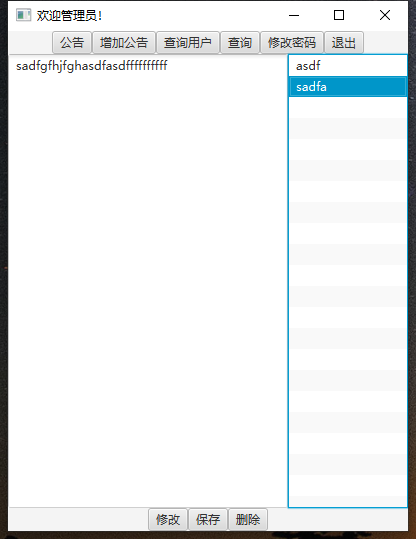 欢迎管理员!
公告 增加公告 查询用户 查询 修改密码 退出
sadfgfhjfghasdfasdffffffffff
asdf
sadfa
修改 保存 删除